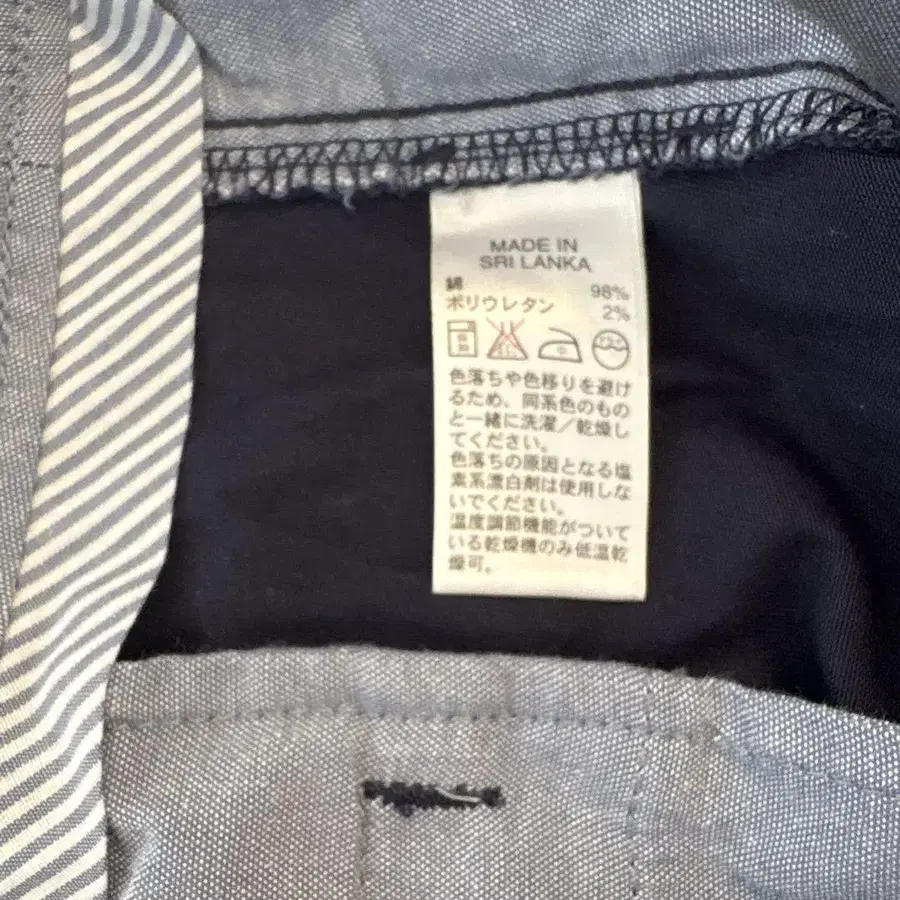 MADE IN
SRI LANKA
綿 98%
ポリウレタン 2%
色落ちや色移りを避け
るため、同系色のもの
と一緒に洗濯／乾燥し
てください。
色落ちの原因となる塩
素系漂白剤は使用しな
いでください。
温度調節機能がついて
いる乾燥機のみ低温乾
燥可。